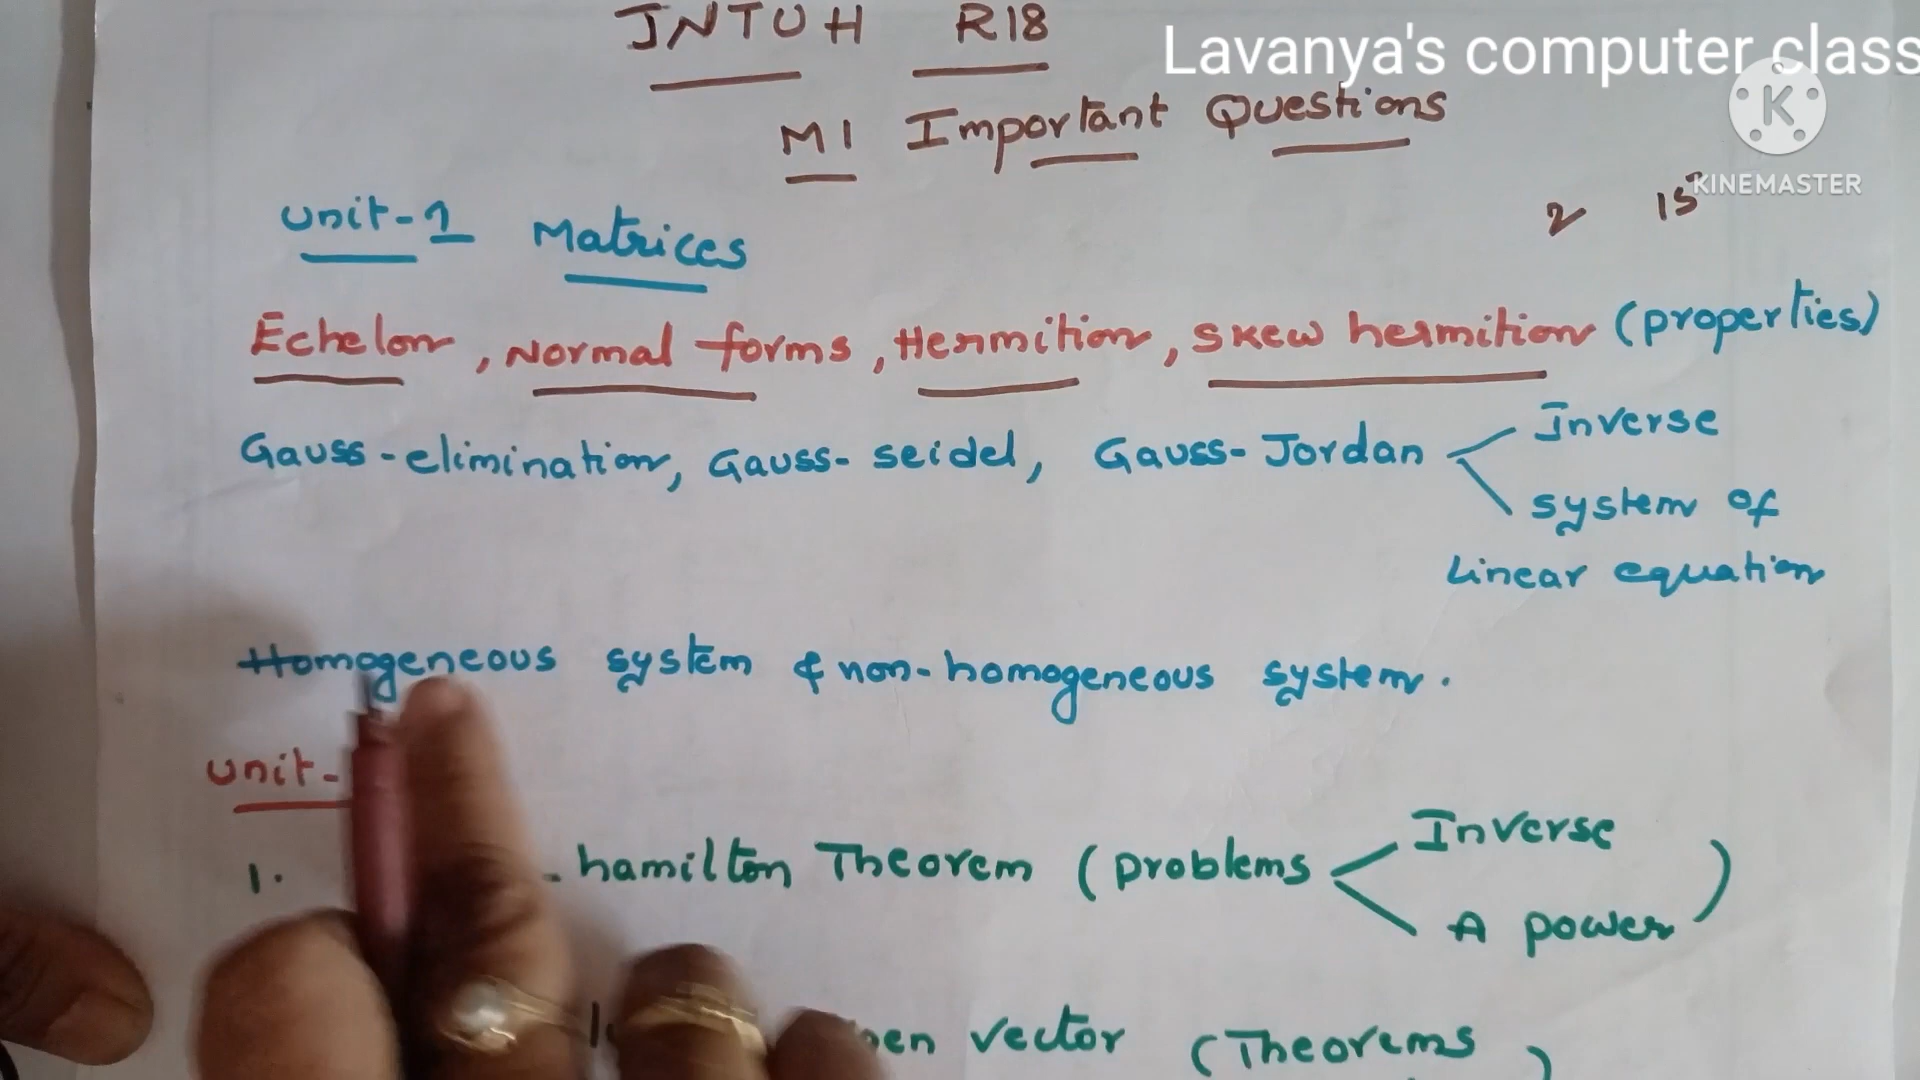 JNTUH R18
Lavanya's computer class
M1 Important Questions
KINEMASTER
Unit-1 Matrices
2 15
Echelon, Normal forms, Hermition, Skew hermition (properties)
Gauss-elimination, Gauss-seidel, Gauss-Jordan Inverse
system of
Linear equation
Homogeneous system & non-homogeneous system.
Unit-
1. -hamilton Theorem (problems Inverse
A power)
vector (Theorems)